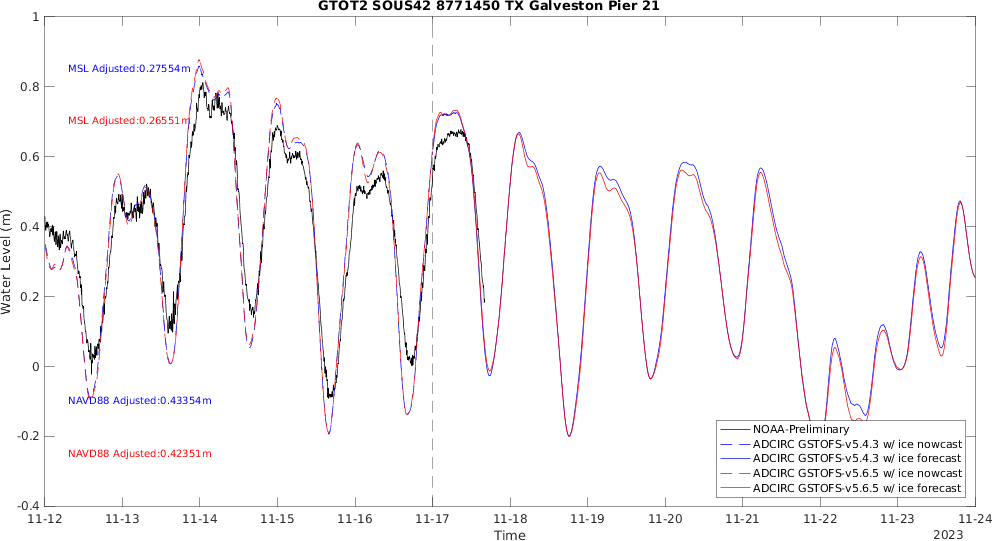 GTOT2 SOUS42 8771450 TX Galveston Pier 21
1
0.8
0.6
0.4
0.2
0
-0.2
-0.4
Water Level (m)
MSL Adjusted:0.27554m
MSL Adjusted:0.26551m
NAVD88 Adjusted:0.43354m
NAVD88 Adjusted:0.42351m
NOAA-Preliminary
ADCIRC GSTOFS-v5.4.3 w/ ice nowcast
ADCIRC GSTOFS-v5.4.3 w/ ice forecast
ADCIRC GSTOFS-v5.6.5 w/ ice nowcast
ADCIRC GSTOFS-v5.6.5 w/ ice forecast
11-12 11-13 11-14 11-15 11-16 11-17 11-18 11-19 11-20 11-21 11-22 11-23 11-24
Time
2023